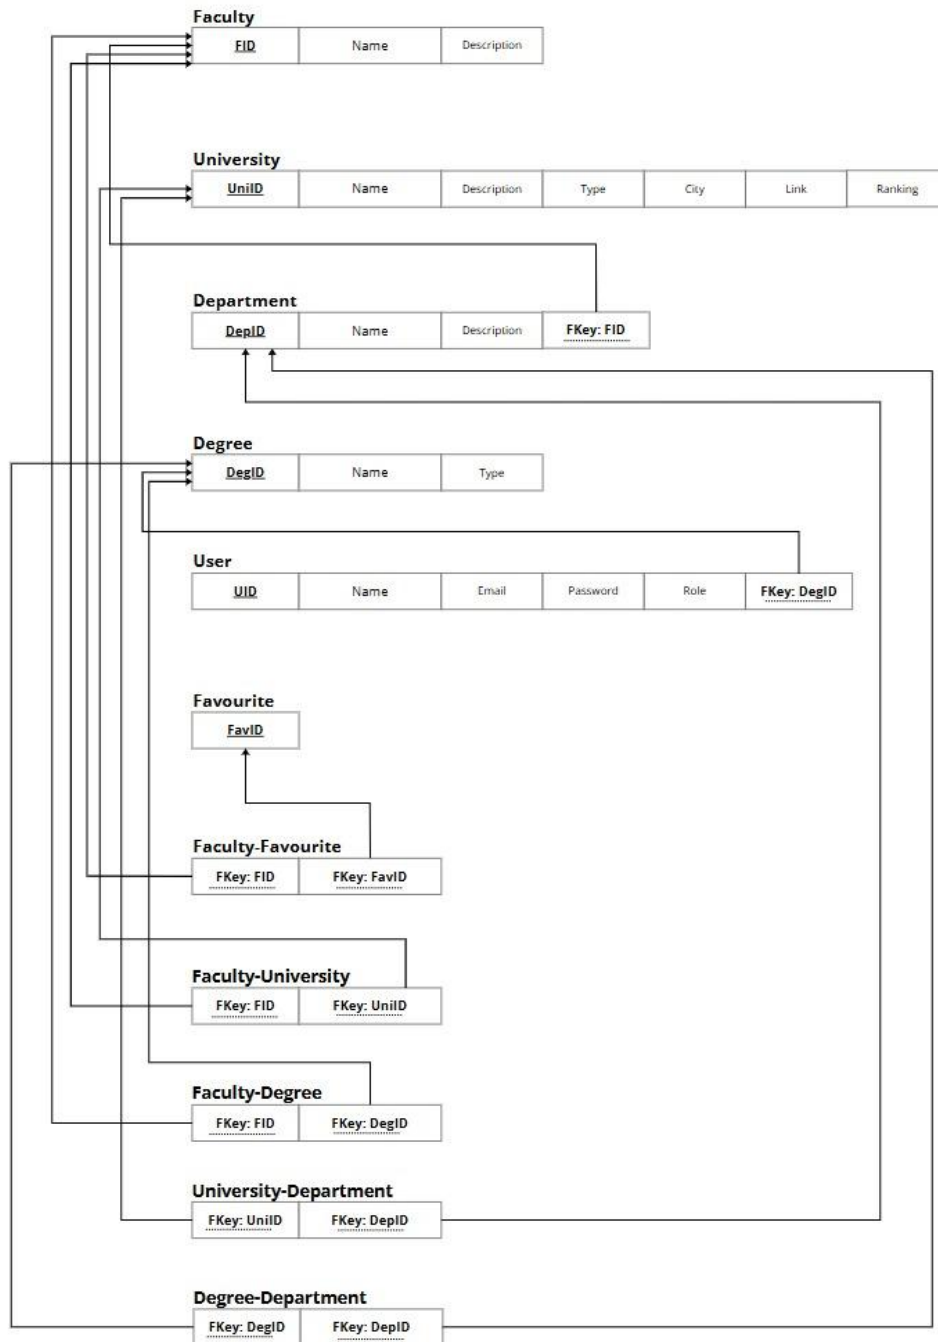 Faculty
FID Name Description
University
UniID Name Description Type City Link Ranking
Department
DepID Name Description FKey: FID
Degree
DegID Name Type
User
UID Name Email Password Role FKey: DegID
Favourite
FavID
Faculty-Favourite
FKey: FID FKey: FavID
Faculty-University
FKey: FID FKey: UniID
Faculty-Degree
FKey: FID FKey: DegID
University-Department
FKey: UniID FKey: DepID
Degree-Department
FKey: DegID FKey: DepID